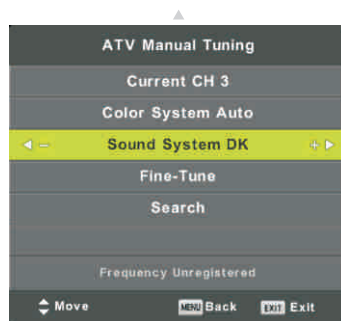 ATV Manual Tuning
Current CH 3
Color System Auto
Sound System DK
Fine-Tune
Search
Frequency Unregistered
Move MENU Back EXIT Exit